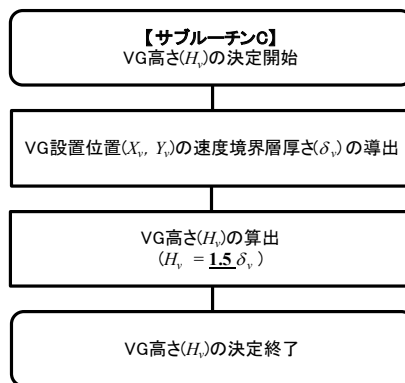 【サブルーチンC】
VG高さ(Hv)の決定開始
VG設置位置(Xv, Yv)の速度境界層厚さ(δv)の導出
VG高さ(Hv)の算出
(Hv = 1.5 δv )
VG高さ(Hv)の決定終了